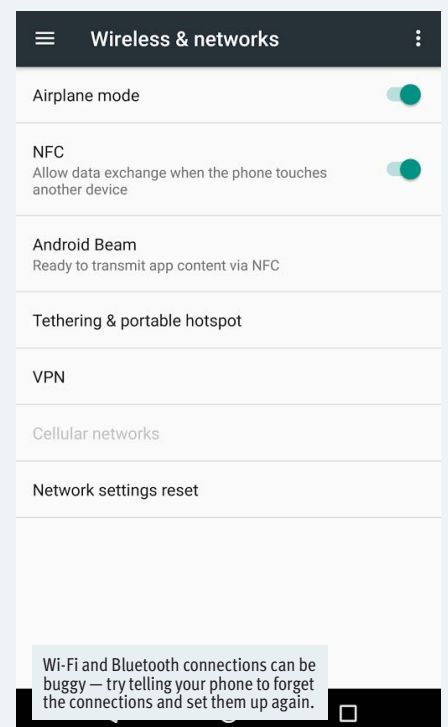 Wireless & networks
Airplane mode
NFC
Allow data exchange when the phone touches
another device
Android Beam
Ready to transmit app content via NFC
Tethering & portable hotspot
VPN
Cellular networks
Network settings reset
Wi-Fi and Bluetooth connections can be
buggy — try telling your phone to forget
the connections and set them up again.